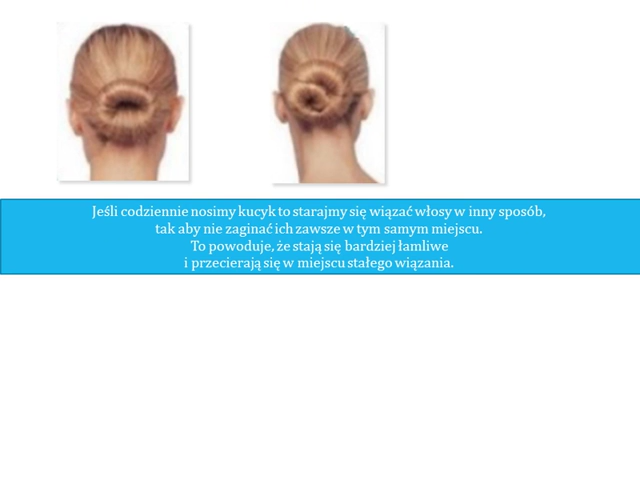 Jeśli codziennie nosimy kucyk to starajmy się wiązać włosy w inny sposób,
tak aby nie zaginać ich zawsze w tym samym miejscu.
To powoduje, że stają się bardziej łamliwe
i przecierają się w miejscu stałego wiązania.